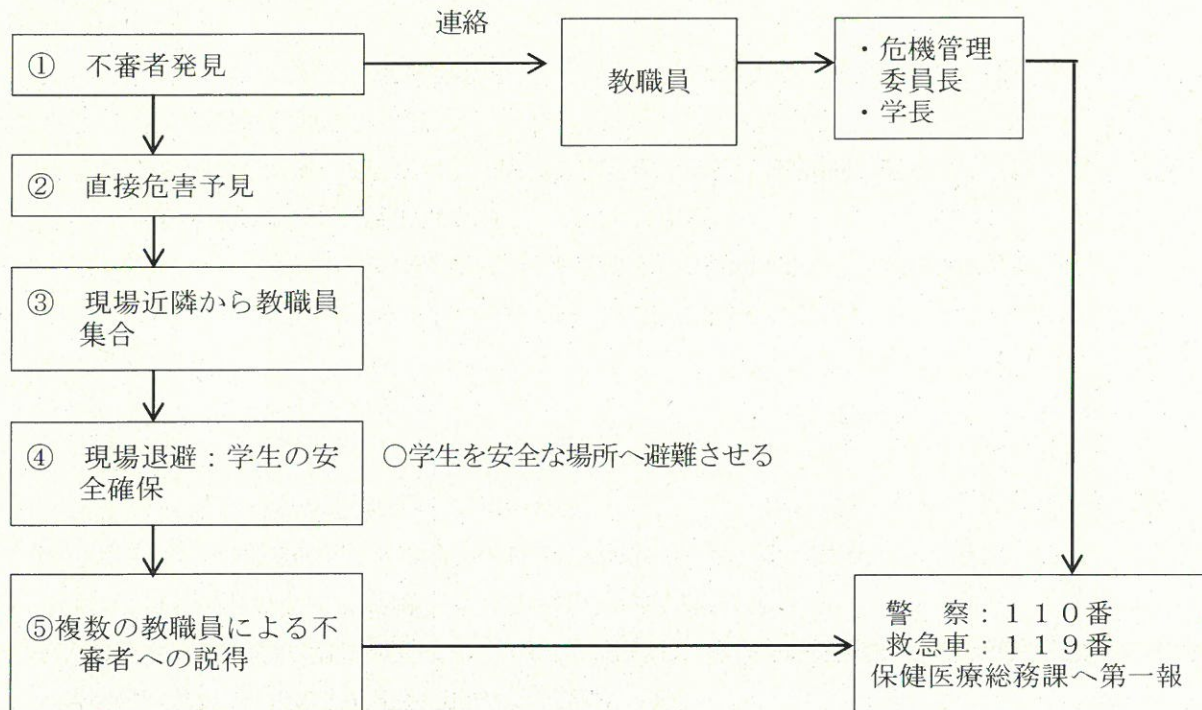 連絡
① 不審者発見
教職員
・危機管理
委員長
・学長
② 直接危害予見
③ 現場近隣から教職員
集合
④ 現場退避：学生の安
全確保
○学生を安全な場所へ避難させる
⑤複数の教職員による不
審者への説得
警 察：１１０番
救急車：１１９番
保健医療総務課へ第一報